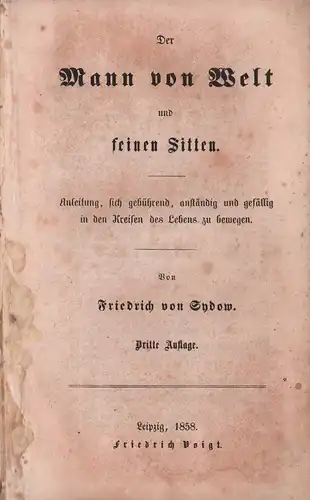 Der
Mann von Welt
und
feinen Sitten.
Anleitung, sich gebührend, anständig und gefällig
in den Kreisen des Lebens zu bewegen.
Von
Friedrich von Sydow.
Dritte Auflage.
Leipzig, 1858.
Friedrich Voigt.